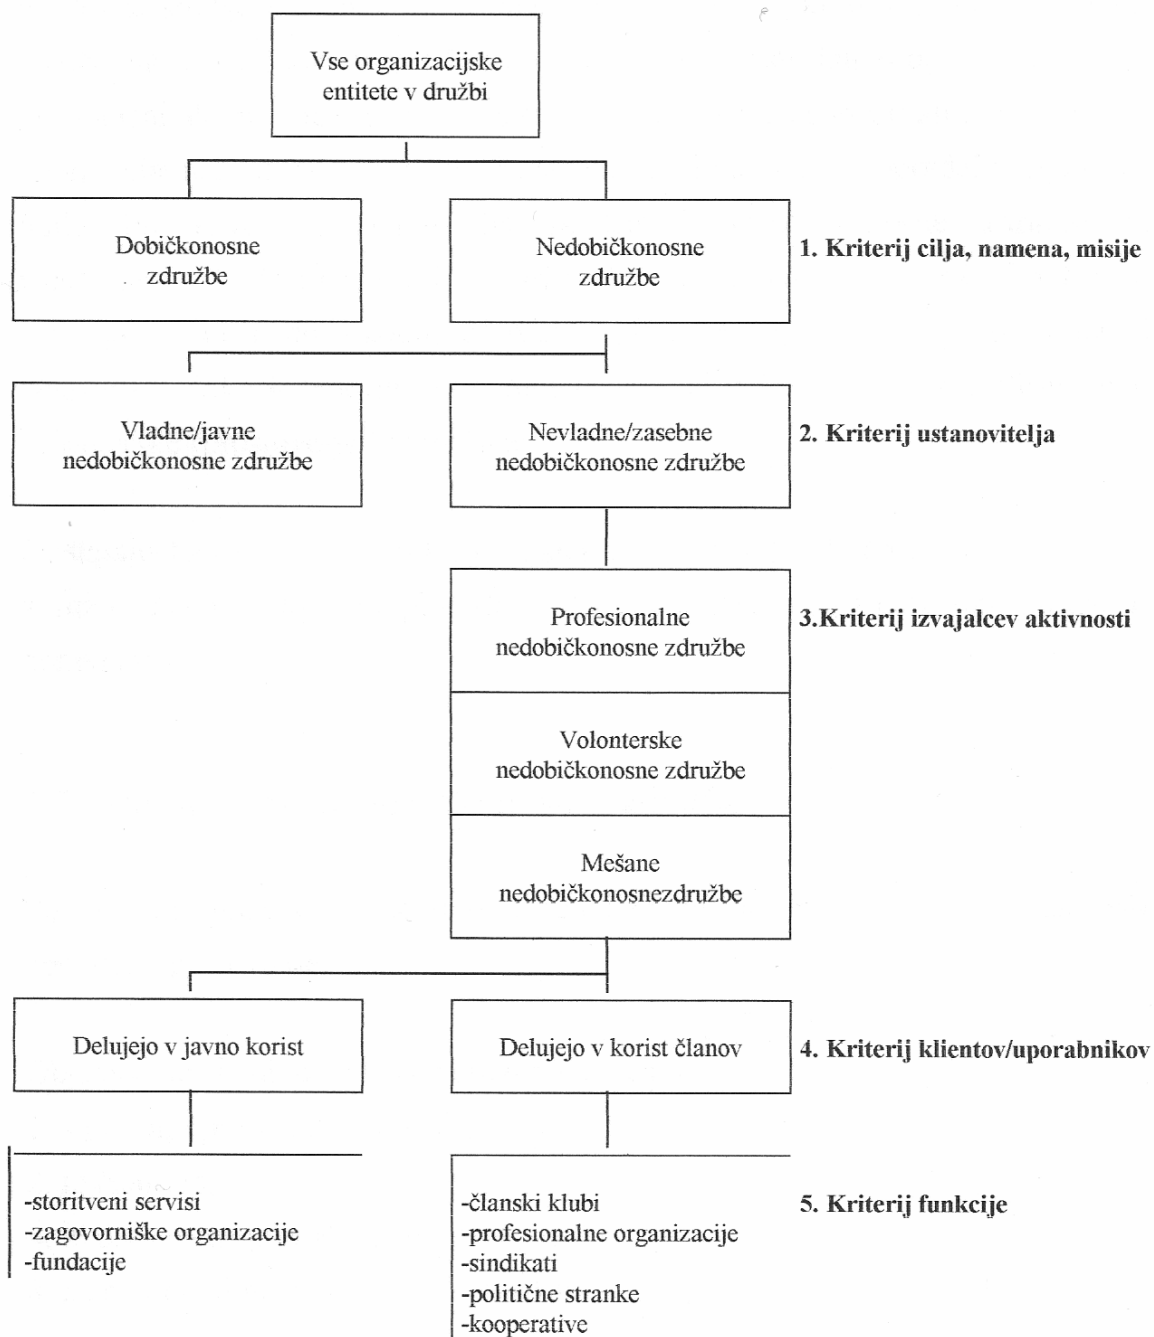 Vse organizacijske
entitete v družbi
Dobičkonosne
združbe
Nedobičkonosne
združbe
1. Kriterij cilja, namena, misije
Vladne/javne
nedobičkonosne združbe
Nevladne/zasebne
nedobičkonosne združbe
2. Kriterij ustanovitelja
Profesionalne
nedobičkonosne združbe
3.Kriterij izvajalcev aktivnosti
Volonterske
nedobičkonosne združbe
Mešane
nedobičkonosnezdružbe
Delujejo v javno korist
Delujejo v korist članov
4. Kriterij klientov/uporabnikov
-storitveni servisi
-zagovorniške organizacije
-fundacije
-članski klubi
-profesionalne organizacije
-sindikati
-politične stranke
-kooperative
5. Kriterij funkcije